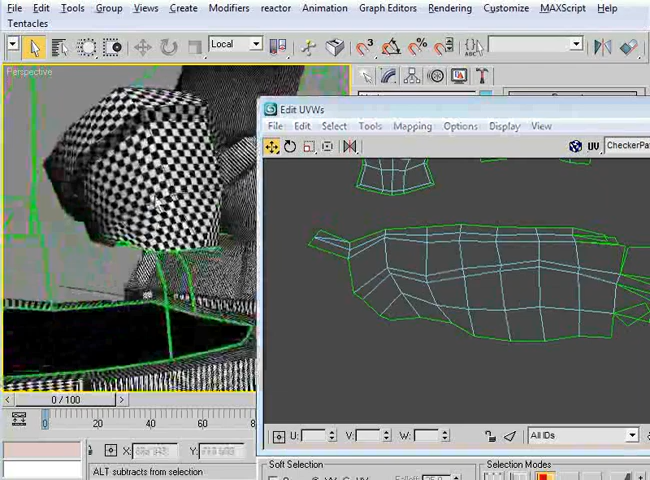 File Edit Tools Group Views Create Modifiers reactor Animation Graph Editors Rendering Customize MAXScript Help
Tentacles
Local
Perspective
Edit UVWs
File Edit Select Tools Mapping Options Display View
UV CheckerPat
0 / 100
0 20 40 60 8
U: V: W: All IDs
X: Y:
ALT subtracts from selection
Soft Selection
Selection Modes